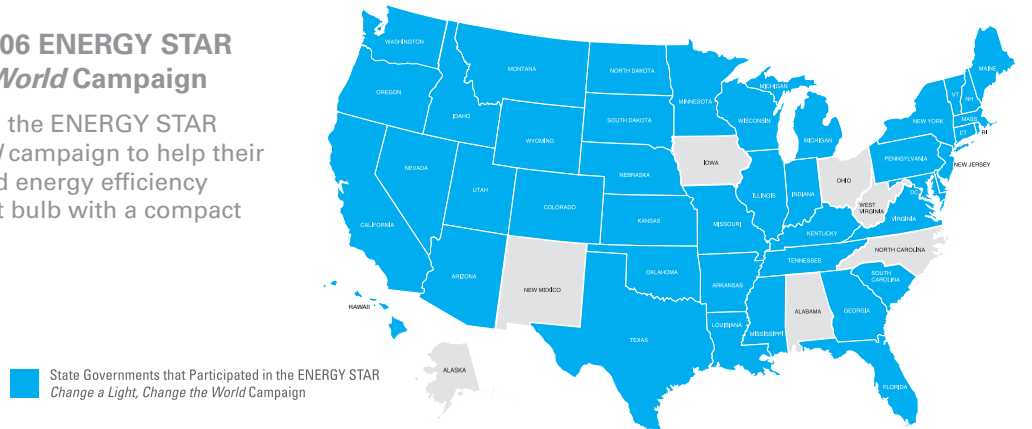 06 ENERGY STAR
World Campaign
the ENERGY STAR
campaign to help their
energy efficiency
bulb with a compact
WASHINGTON
OREGON
CALIFORNIA
NEVADA
IDAHO
MONTANA
WYOMING
UTAH
ARIZONA
COLORADO
NEW MEXICO
NORTH DAKOTA
SOUTH DAKOTA
NEBRASKA
KANSAS
OKLAHOMA
TEXAS
MINNESOTA
IOWA
MISSOURI
ARKANSAS
LOUISIANA
WISCONSIN
ILLINOIS
MICHIGAN
MICHIGAN
INDIANA
OHIO
KENTUCKY
TENNESSEE
MISSISSIPPI
ALABAMA
GEORGIA
FLORIDA
SOUTH
CAROLINA
NORTH CAROLINA
VIRGINIA
WEST
VIRGINIA
DC
PENNSYLVANIA
NEW JERSEY
NEW YORK
CT
RI
MASS
VT
NH
MAINE
HAWAII
ALASKA
State Governments that Participated in the ENERGY STAR
Change a Light, Change the World Campaign